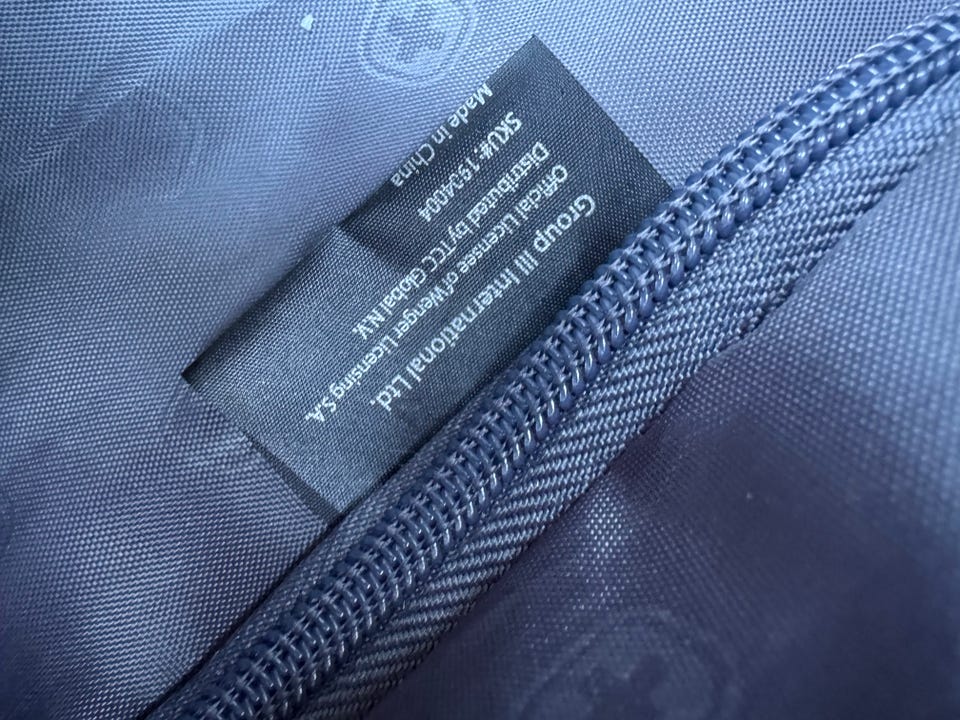 Group III International Ltd.
Official Licensee of Wenger Licensing S.A.
Distributed by TCC Global N.V.
SKU#: 1934004
Made in China